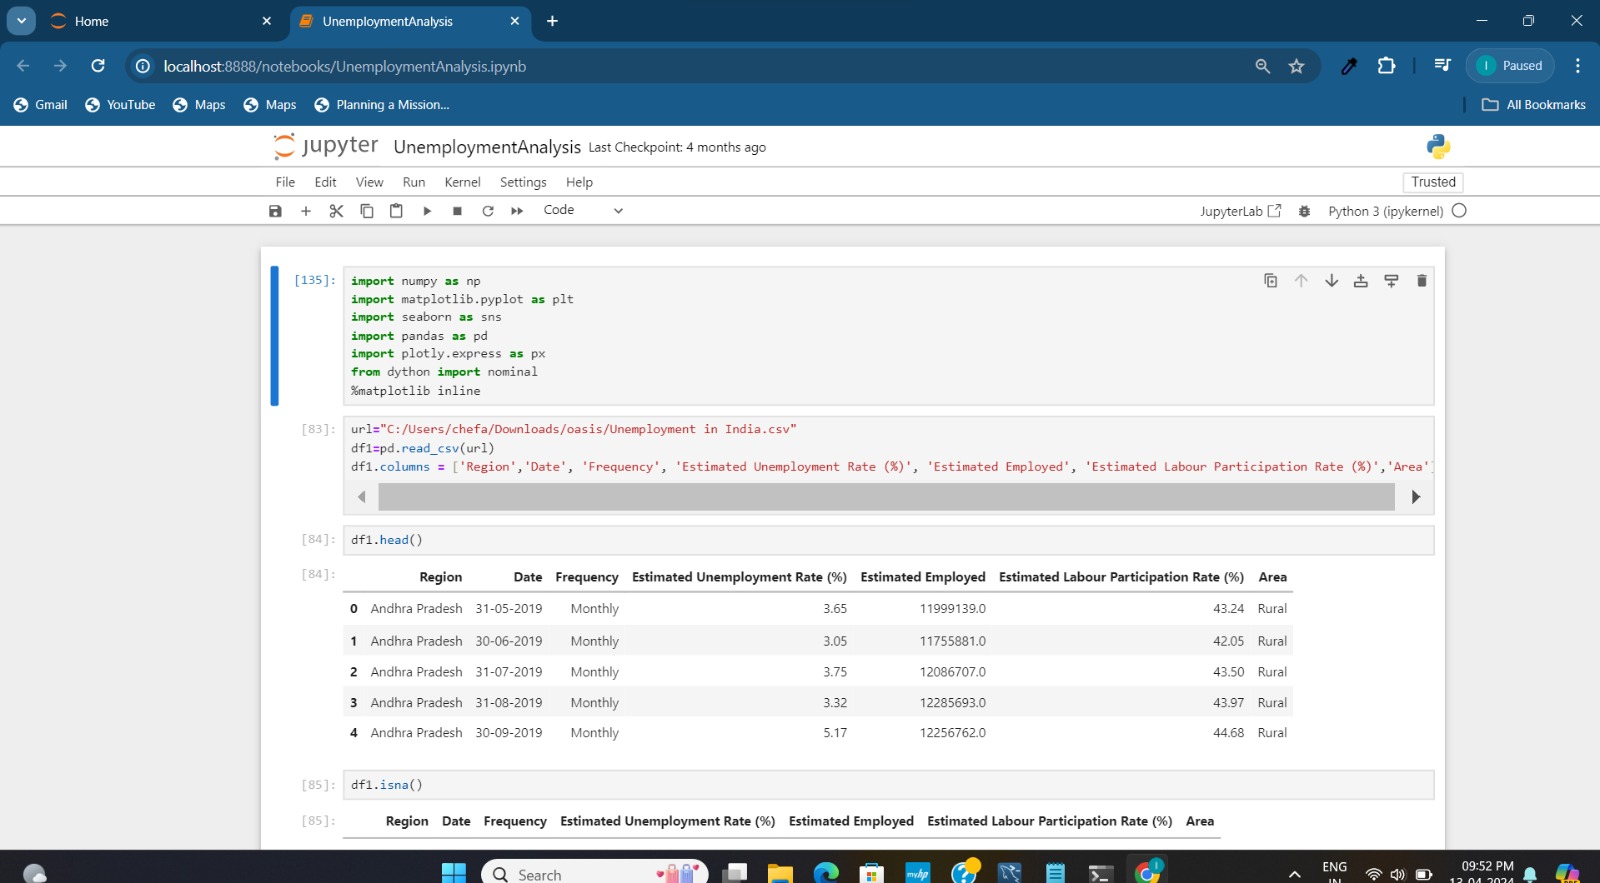 Home
UnemploymentAnalysis
localhost:8888/notebooks/UnemploymentAnalysis.ipynb
I Paused
Gmail YouTube Maps Maps Planning a Mission... All Bookmarks
jupyter UnemploymentAnalysis Last Checkpoint: 4 months ago
File Edit View Run Kernel Settings Help Trusted
Code JupyterLab Python 3 (ipykernel)
[135]: import numpy as np
import matplotlib.pyplot as plt
import seaborn as sns
import pandas as pd
import plotly.express as px
from dython import nominal
%matplotlib inline
[83]: url="C:/Users/chefa/Downloads/oasis/Unemployment in India.csv"
df1=pd.read_csv(url)
df1.columns = ['Region','Date', 'Frequency', 'Estimated Unemployment Rate (%)', 'Estimated Employed', 'Estimated Labour Participation Rate (%)','Area']
[84]: df1.head()
[84]: Region Date Frequency Estimated Unemployment Rate (%) Estimated Employed Estimated Labour Participation Rate (%) Area
0 Andhra Pradesh 31-05-2019 Monthly 3.65 11999139.0 43.24 Rural
1 Andhra Pradesh 30-06-2019 Monthly 3.05 11755881.0 42.05 Rural
2 Andhra Pradesh 31-07-2019 Monthly 3.75 12086707.0 43.50 Rural
3 Andhra Pradesh 31-08-2019 Monthly 3.32 12285693.0 43.97 Rural
4 Andhra Pradesh 30-09-2019 Monthly 5.17 12256762.0 44.68 Rural
[85]: df1.isna()
[85]: Region Date Frequency Estimated Unemployment Rate (%) Estimated Employed Estimated Labour Participation Rate (%) Area
Search myhp ENG 09:52 PM
IN 13-04-2024